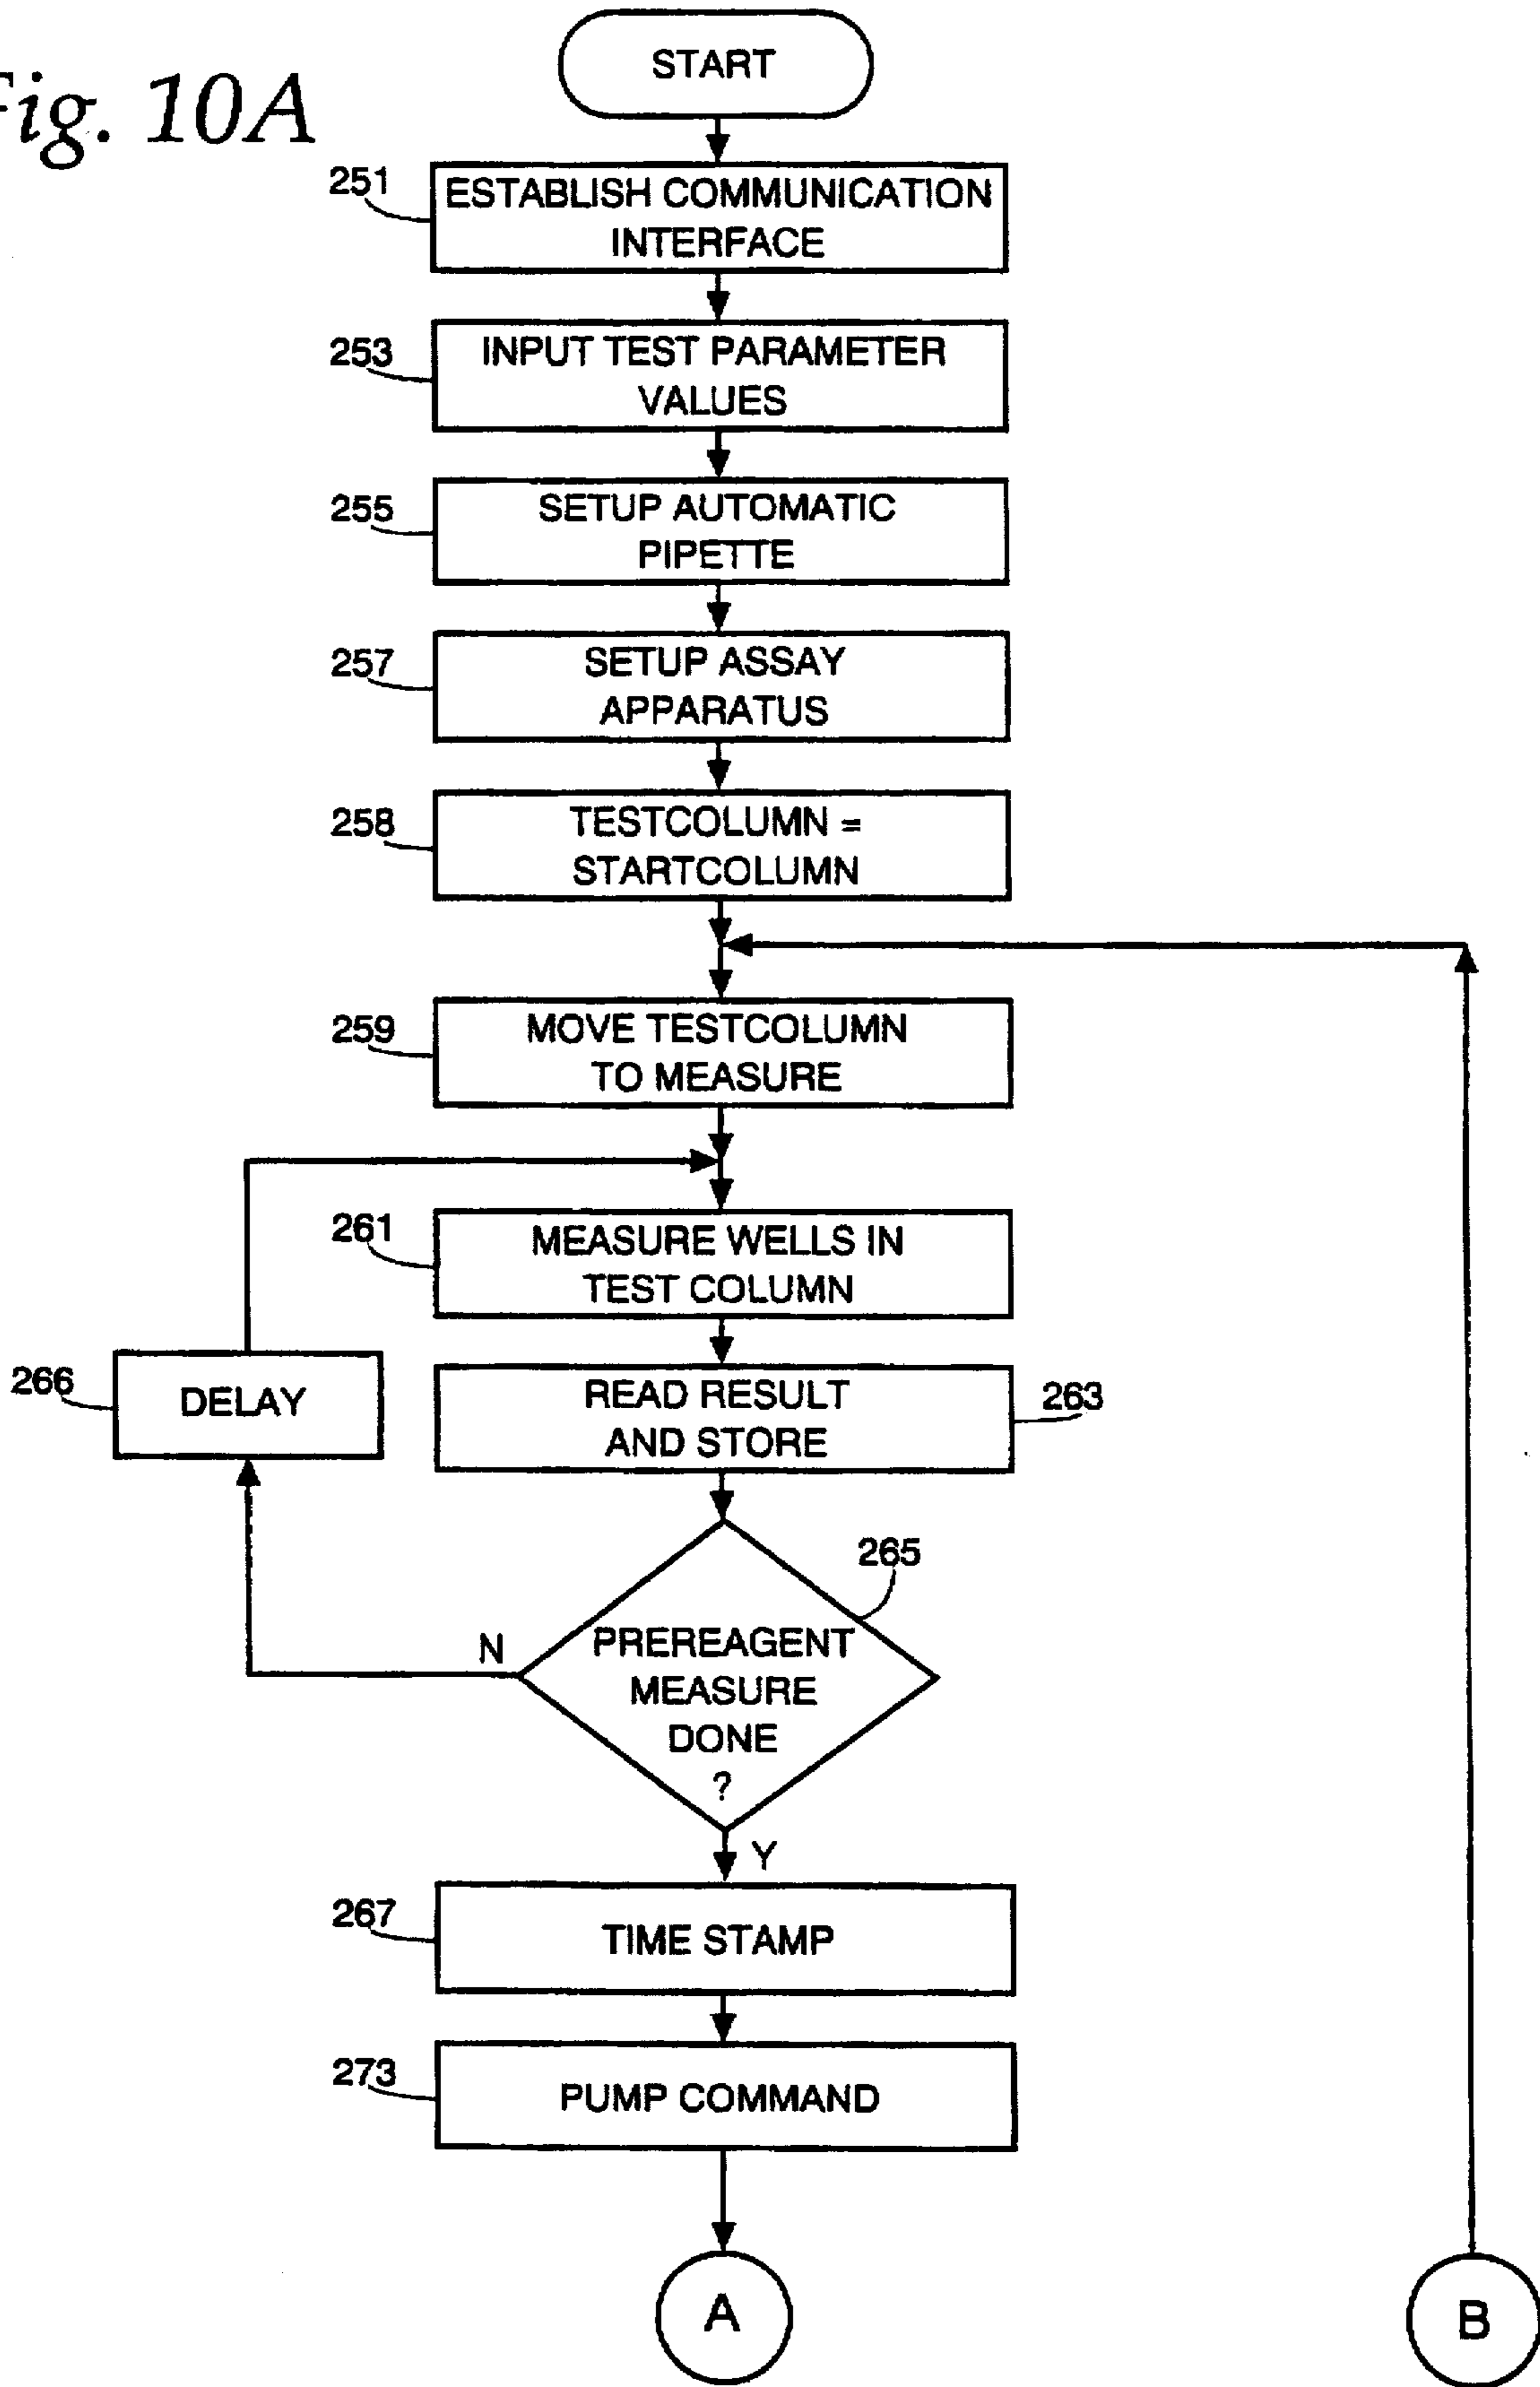 Fig. 10A
START
251
ESTABLISH COMMUNICATION
INTERFACE
253
INPUT TEST PARAMETER
VALUES
255
SETUP AUTOMATIC
PIPETTE
257
SETUP ASSAY
APPARATUS
258
TESTCOLUMN =
STARTCOLUMN
259
MOVE TESTCOLUMN
TO MEASURE
261
MEASURE WELLS IN
TEST COLUMN
266
DELAY
READ RESULT
AND STORE
263
265
N
PREREAGENT
MEASURE
DONE
?
Y
267
TIME STAMP
273
PUMP COMMAND
A
B